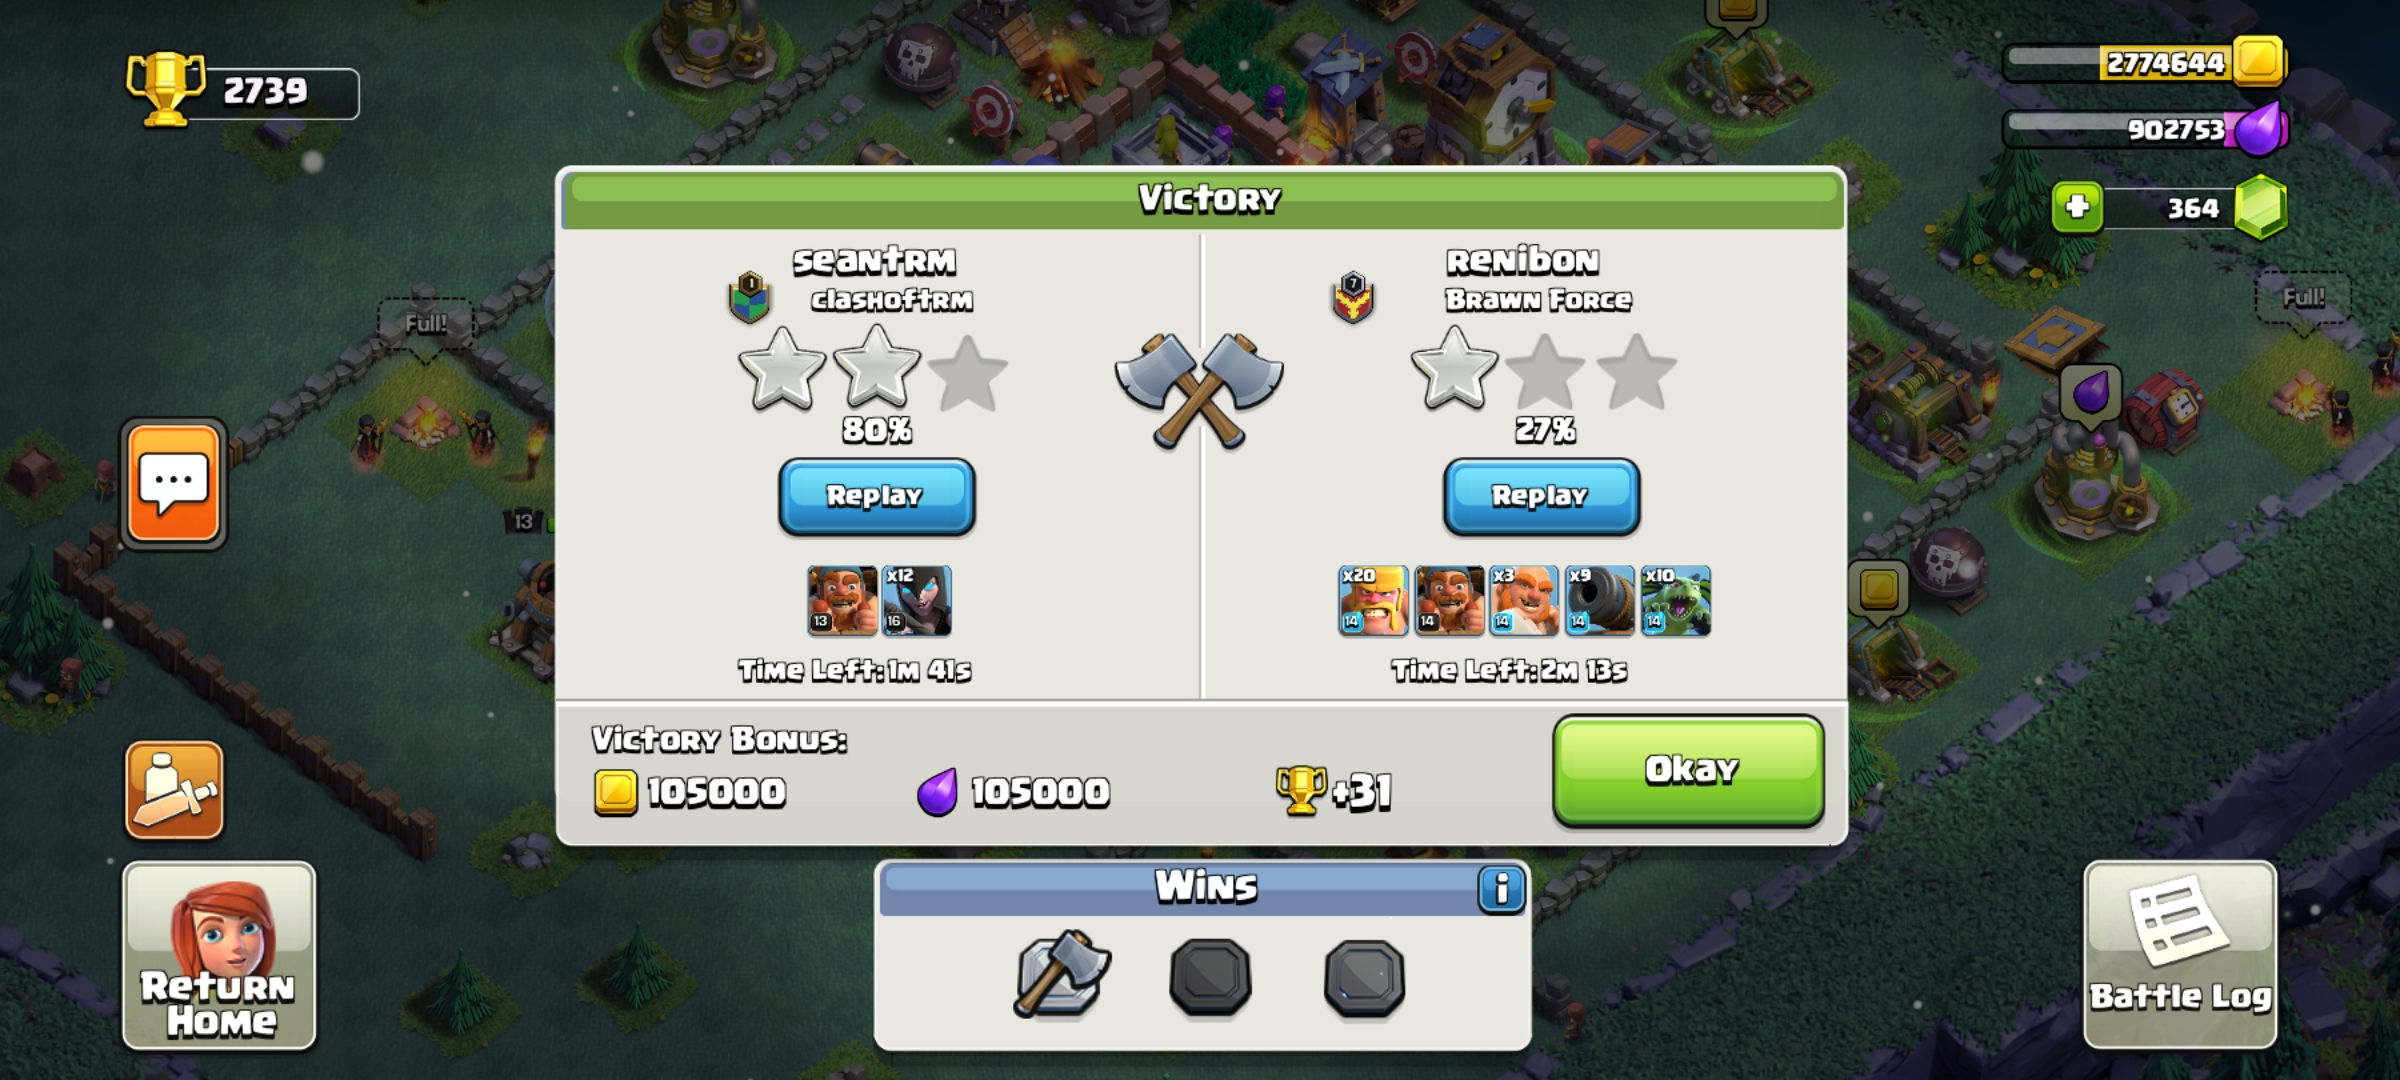 2739
2774644
902753
364
Full!
Full!
13
Victory
seantrm
1
clashoftrm
80%
Replay
13
x12
16
Time Left:1m 41s
Renibon
7
Brawn Force
27%
Replay
x20
14
14
x3
14
x9
14
x10
14
Time Left:2m 13s
Victory Bonus:
105000
105000
+31
Okay
Wins
i
Return
Home
Battle Log